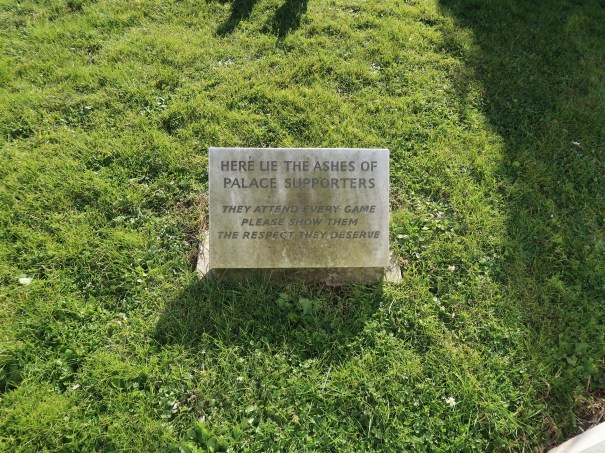 HERE LIE THE ASHES OF
PALACE SUPPORTERS
THEY ATTEND EVERY GAME
PLEASE SHOW THEM
THE RESPECT THEY DESERVE